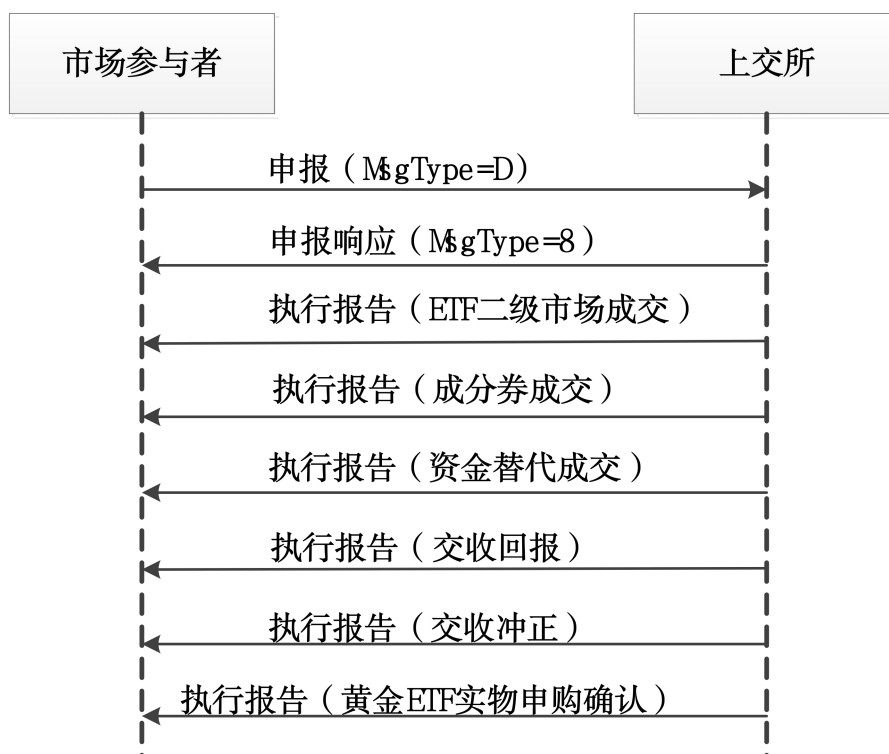 市场参与者
上交所
申报（MsgType=D）
申报响应（MsgType=8）
执行报告（ETF二级市场成交）
执行报告（成分券成交）
执行报告（资金替代成交）
执行报告（交收回报）
执行报告（交收冲正）
执行报告（黄金ETF实物申购确认）